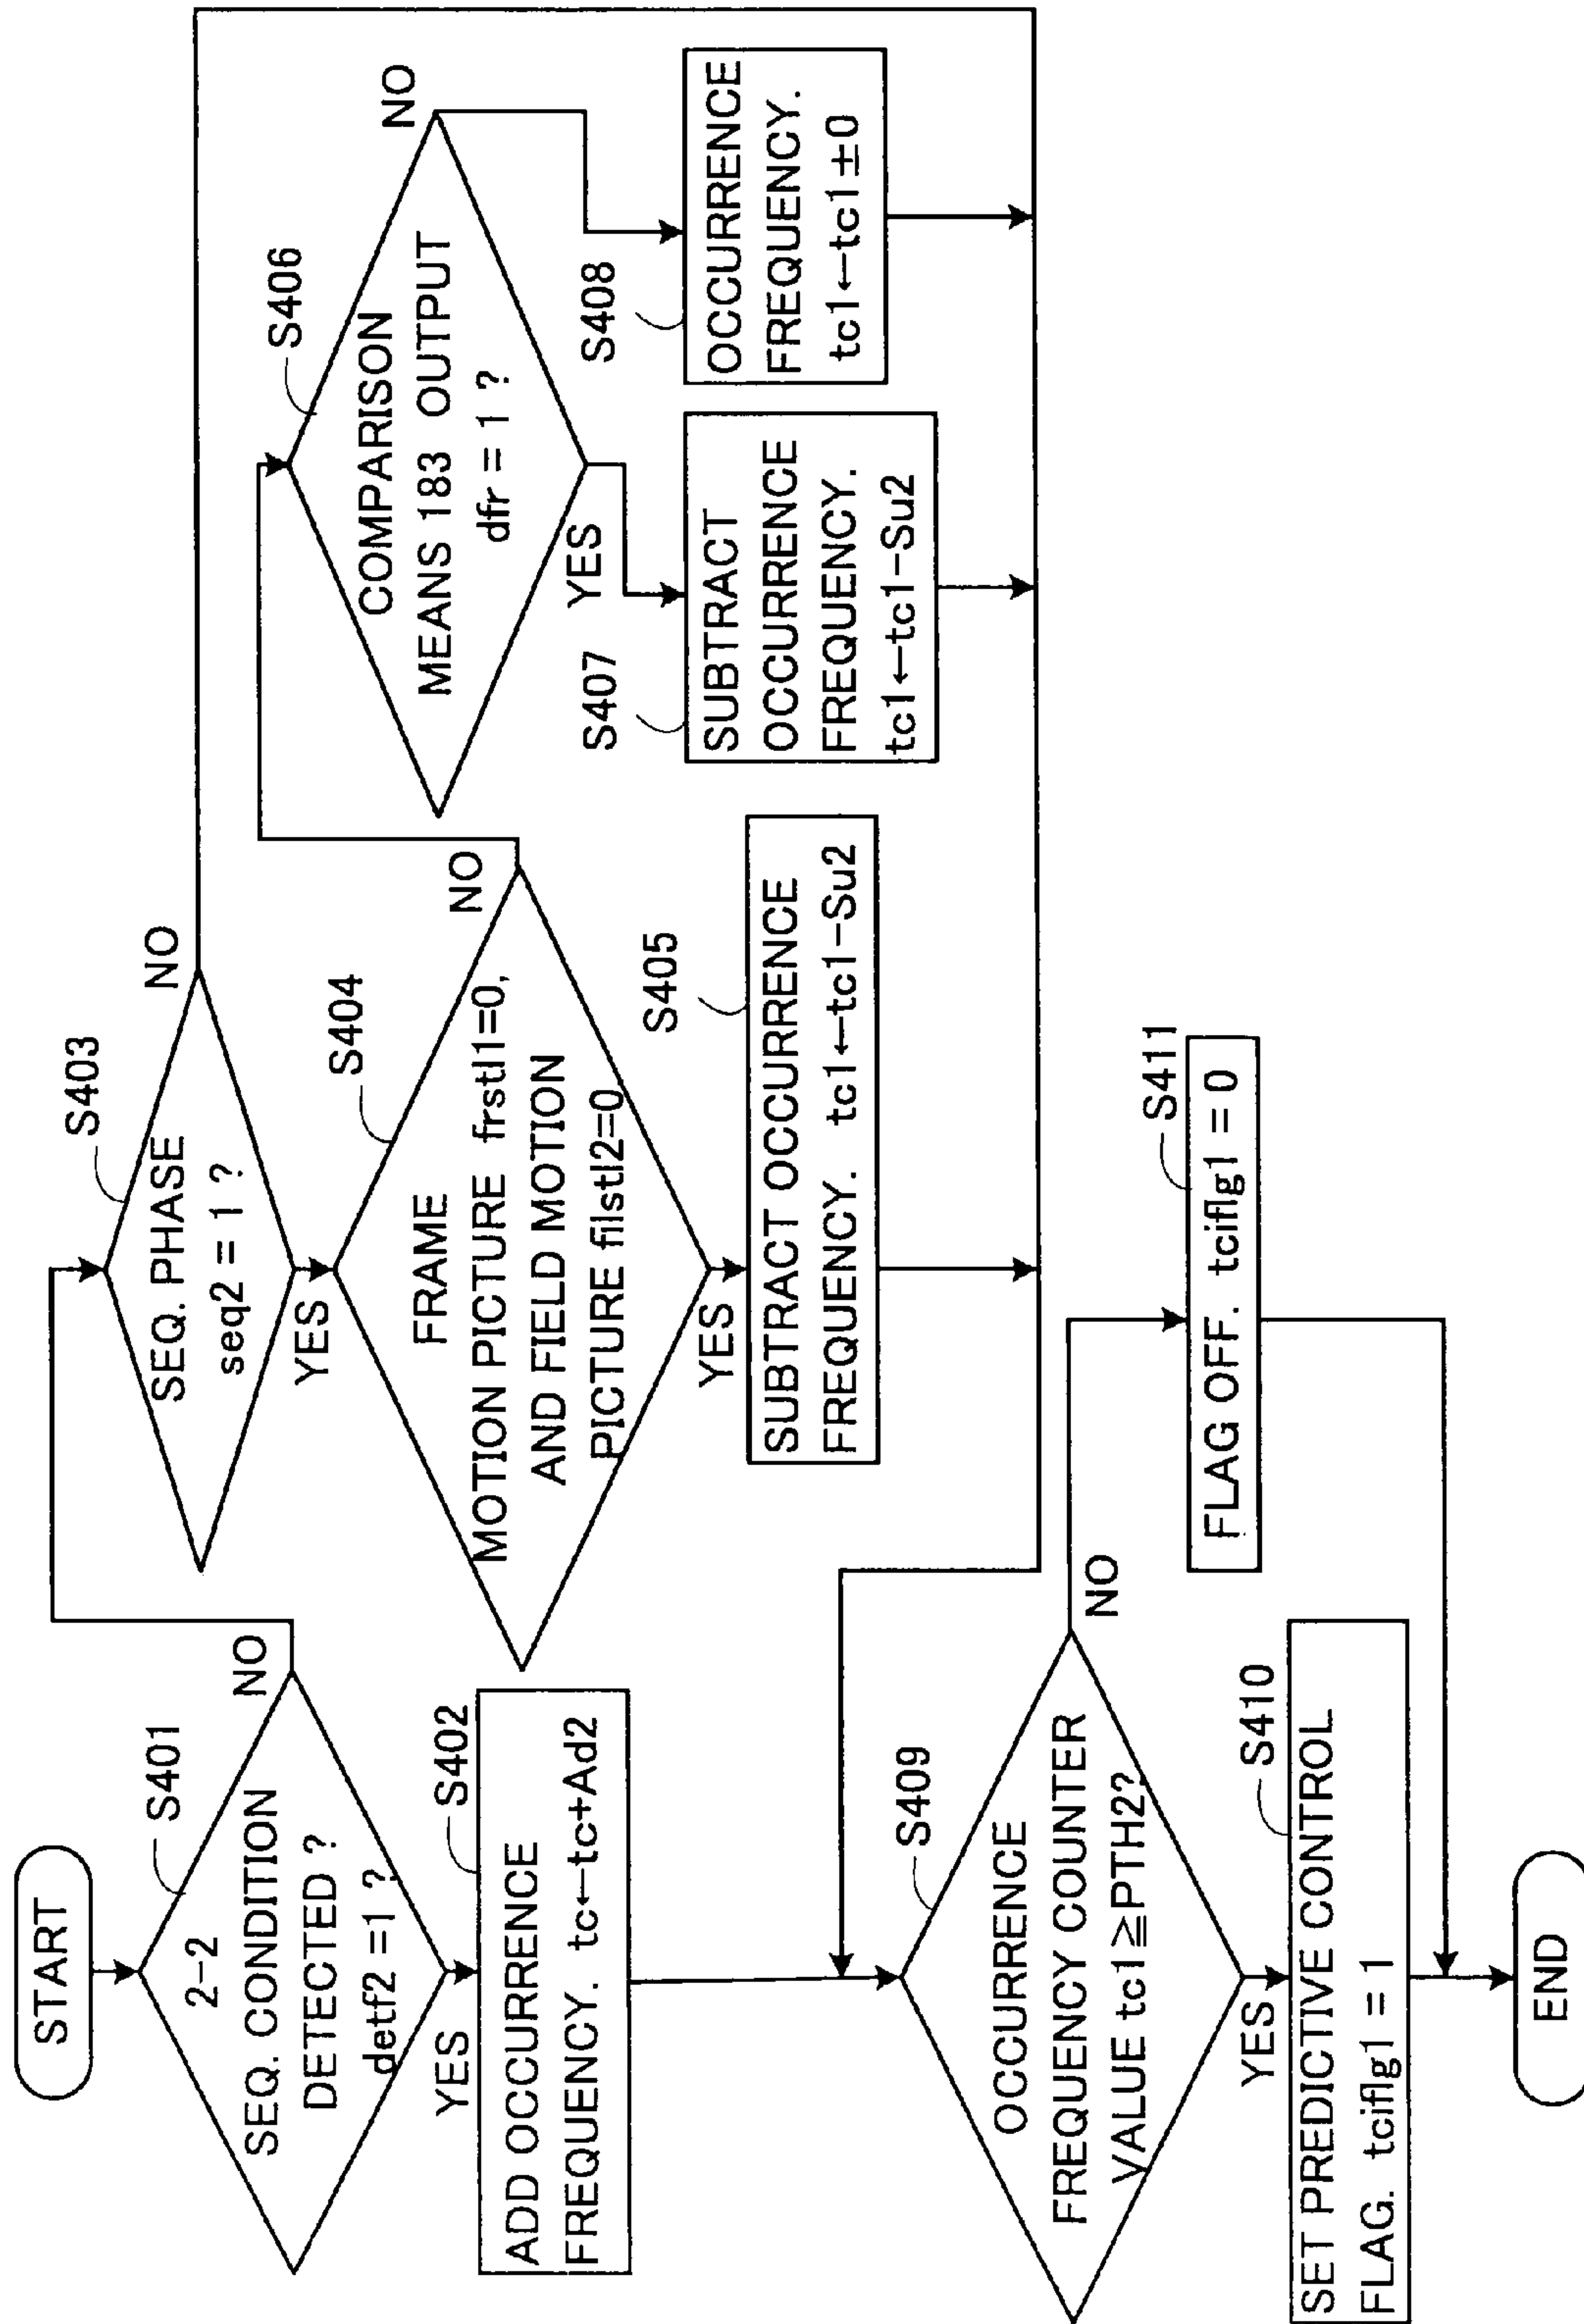 START
S401
2-2
SEQ. CONDITION
DETECTED ?
detf2 =1 ?
NO
YES
S402
ADD OCCURRENCE
FREQUENCY. tc←tc+Ad2
S403
SEQ. PHASE
seq2 = 1 ?
NO
YES
S404
FRAME
MOTION PICTURE frstl1=0,
AND FIELD MOTION
PICTURE filstl2=0
NO
YES
S405
SUBTRACT OCCURRENCE
FREQUENCY. tc1←tc1-Su2
S406
COMPARISON
MEANS 183 OUTPUT
dfr = 1 ?
NO
YES
S407
SUBTRACT
OCCURRENCE
FREQUENCY.
tc1←tc1-Su2
S408
OCCURRENCE
FREQUENCY.
tc1←tc1±0
S409
OCCURRENCE
FREQUENCY COUNTER
VALUE tc1≧PTH2?
NO
YES
S410
SET PREDICTIVE CONTROL
FLAG. tciflg1 = 1
S411
FLAG OFF. tciflg1 = 0
END